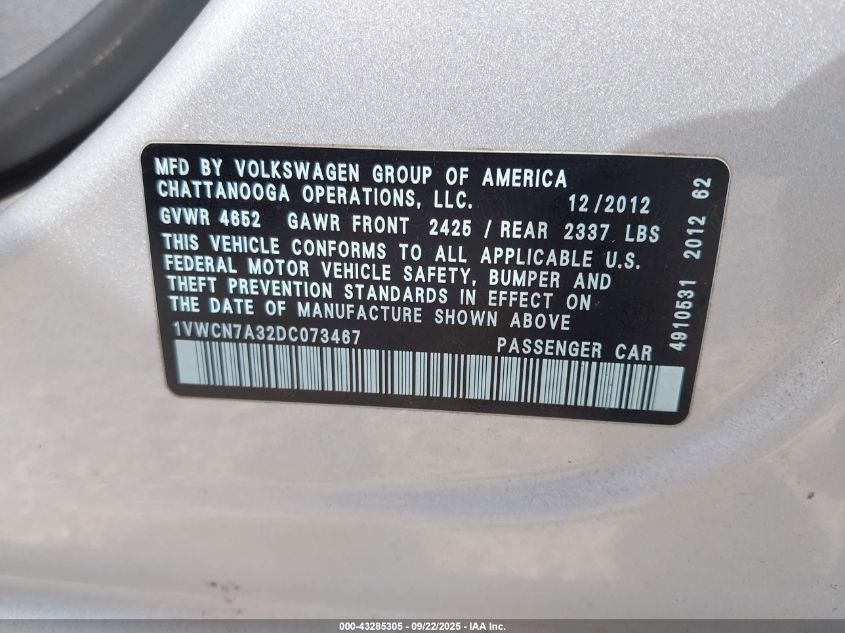 MFD BY VOLKSWAGEN GROUP OF AMERICA
CHATTANOOGA OPERATIONS, LLC. 12/2012
GVWR 4652 GAWR FRONT 2425 / REAR 2337 LBS
THIS VEHICLE CONFORMS TO ALL APPLICABLE U.S.
FEDERAL MOTOR VEHICLE SAFETY, BUMPER AND
THEFT PREVENTION STANDARDS IN EFFECT ON
THE DATE OF MANUFACTURE SHOWN ABOVE
1VWCN7A32DC073467 PASSENGER CAR
4910531 2012 62
000-43285305 - 09/22/2025 - IAA Inc.